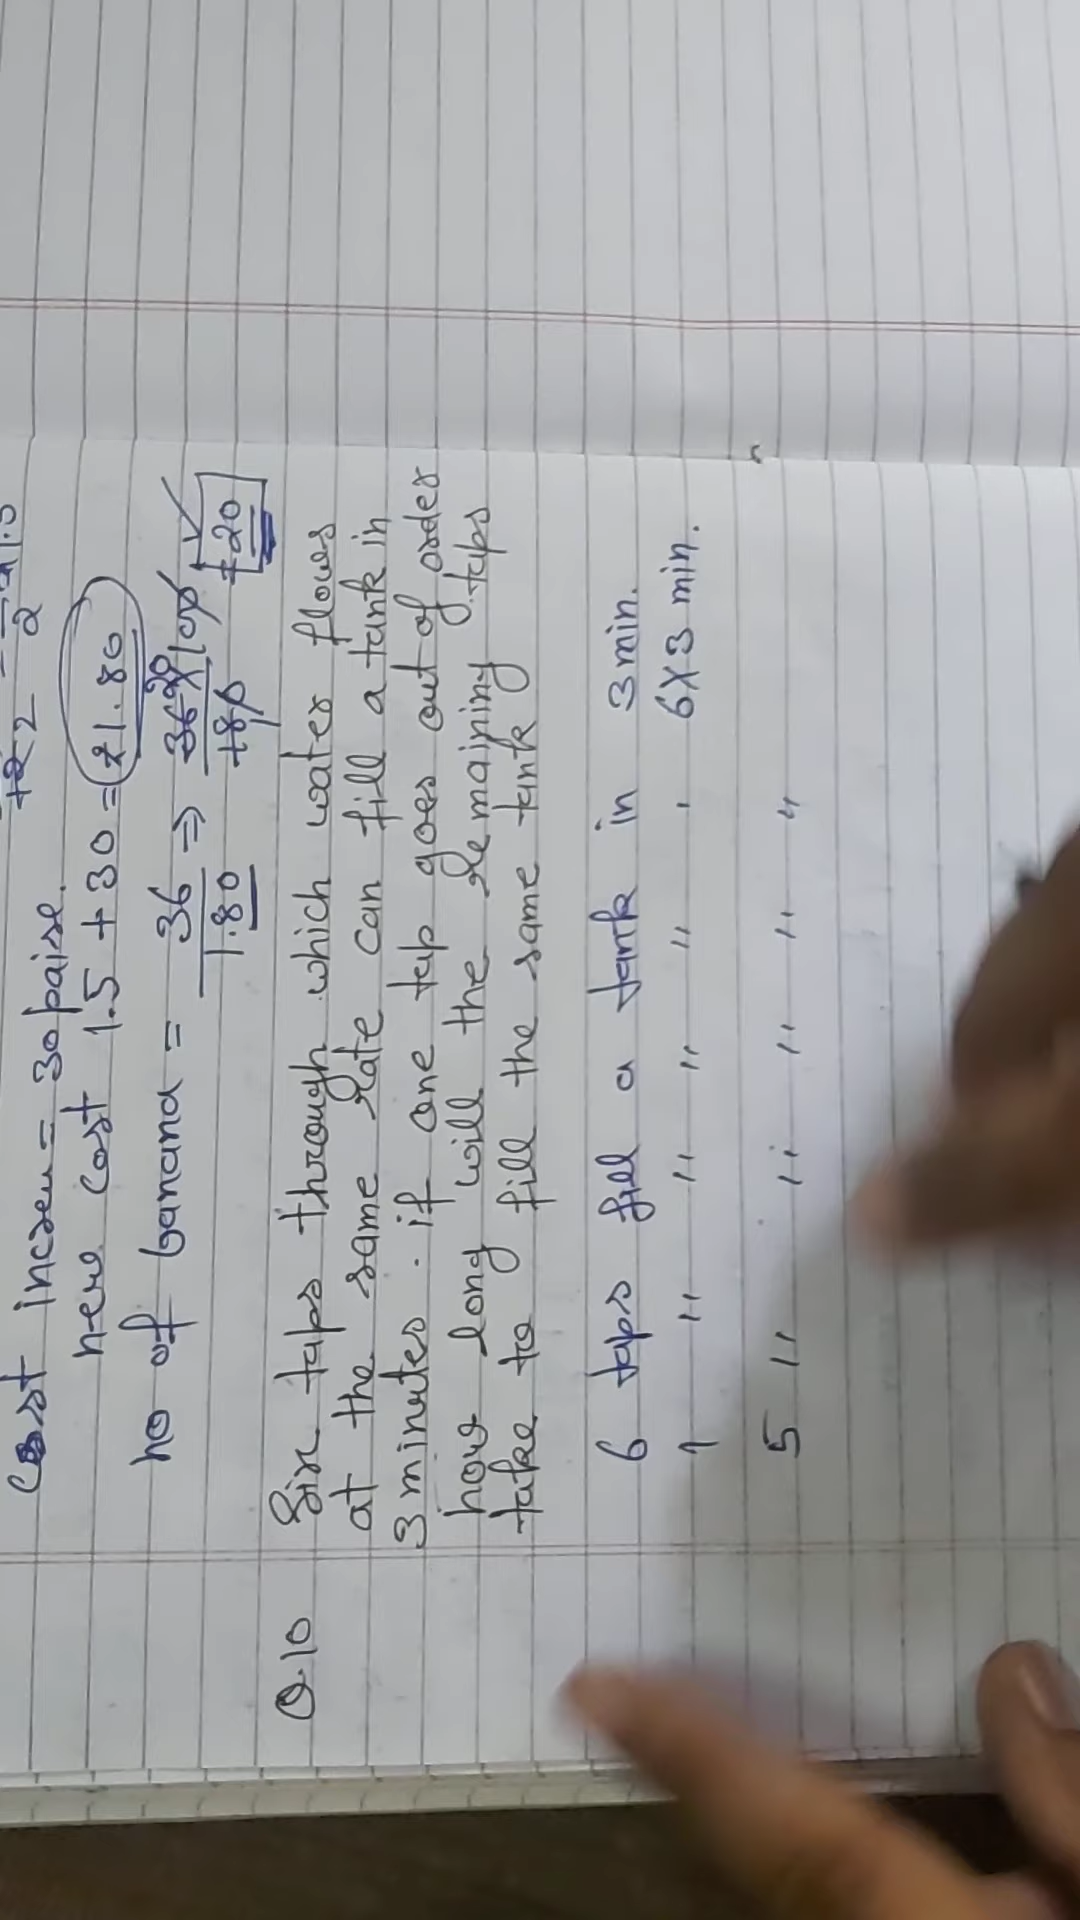 Cost incren = 30 paise.
new cost 1.5 + 30 = ₹1.80
no of banana = 36/1.80 ⇒ 36 20 × 100/180 20
Q.10 Six taps through which water flows
at the same rate can fill a tank in
3 minutes . if one tap goes out of order
how long will the remaining taps
take to fill the same tank
6 taps fill a tank in 3 min.
1 " " " " " 6×3 min.
5 " " " " "